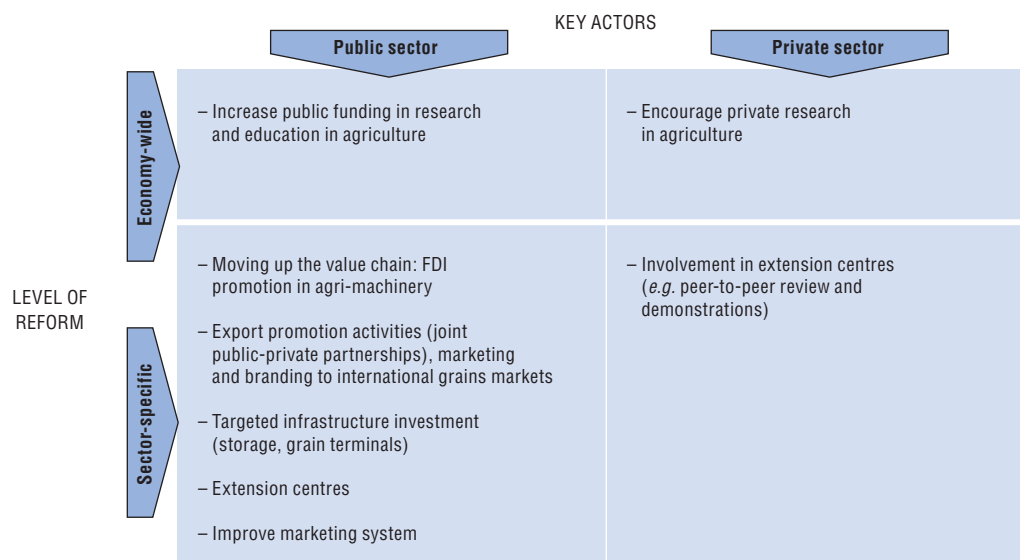 KEY ACTORS
Public sector
Private sector
Economy-wide
– Increase public funding in research
and education in agriculture
– Encourage private research
in agriculture
LEVEL OF
REFORM
Sector-specific
– Moving up the value chain: FDI
promotion in agri-machinery
– Export promotion activities (joint
public-private partnerships), marketing
and branding to international grains markets
– Targeted infrastructure investment
(storage, grain terminals)
– Extension centres
– Improve marketing system
– Involvement in extension centres
(e.g. peer-to-peer review and
demonstrations)